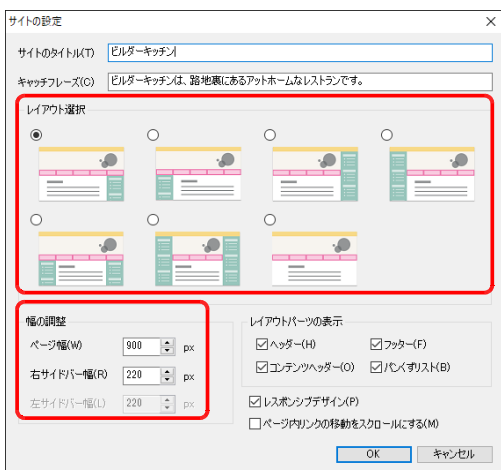 サイトの設定
サイトのタイトル(T) ビルダーキッチン
キャッチフレーズ(C) ビルダーキッチンは、路地裏にあるアットホームなレストランです。
レイアウト選択
幅の調整
ページ幅(W) 900 px
右サイドバー幅(R) 220 px
左サイドバー幅(L) 220 px
レイアウトパーツの表示
ヘッダー(H) フッター(F)
コンテンツヘッダー(O) パンくずリスト(B)
レスポンシブデザイン(P)
ページ内リンクの移動をスクロールにする(M)
OK キャンセル